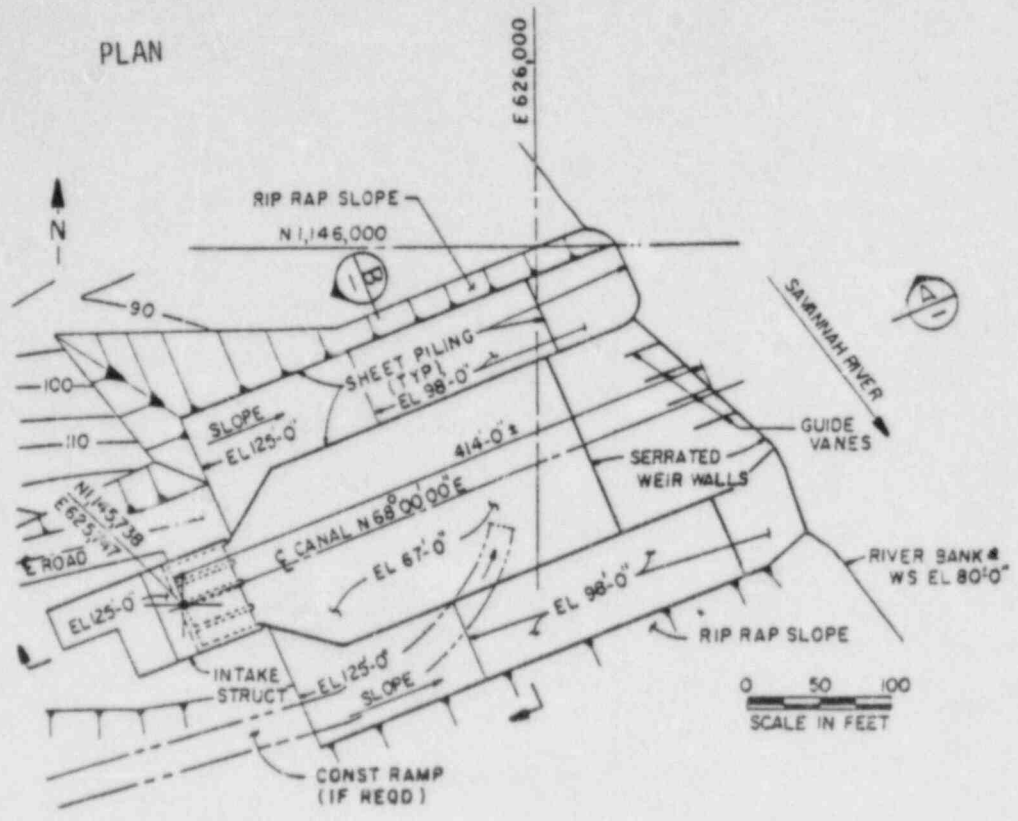 PLAN
E 626,000
N
RIP RAP SLOPE
N 1,146,000
B
1
A
1
SAVANNAH RIVER
90
100
110
SHEET PILING
(TYP)
EL 98'-0"
SLOPE
EL 125'-0"
414'-0" ±
GUIDE
VANES
SERRATED
WEIR WALLS
N 1,145,738
℄ ROAD
℄ CANAL N 68° 00' 00" E
EL 67'-0"
EL 98'-0"
RIVER BANK &
WS EL 80'-0"
EL 125'-0"
RIP RAP SLOPE
INTAKE
STRUCT
EL 125'-0"
SLOPE
0 50 100
SCALE IN FEET
CONST RAMP
(IF REQD)